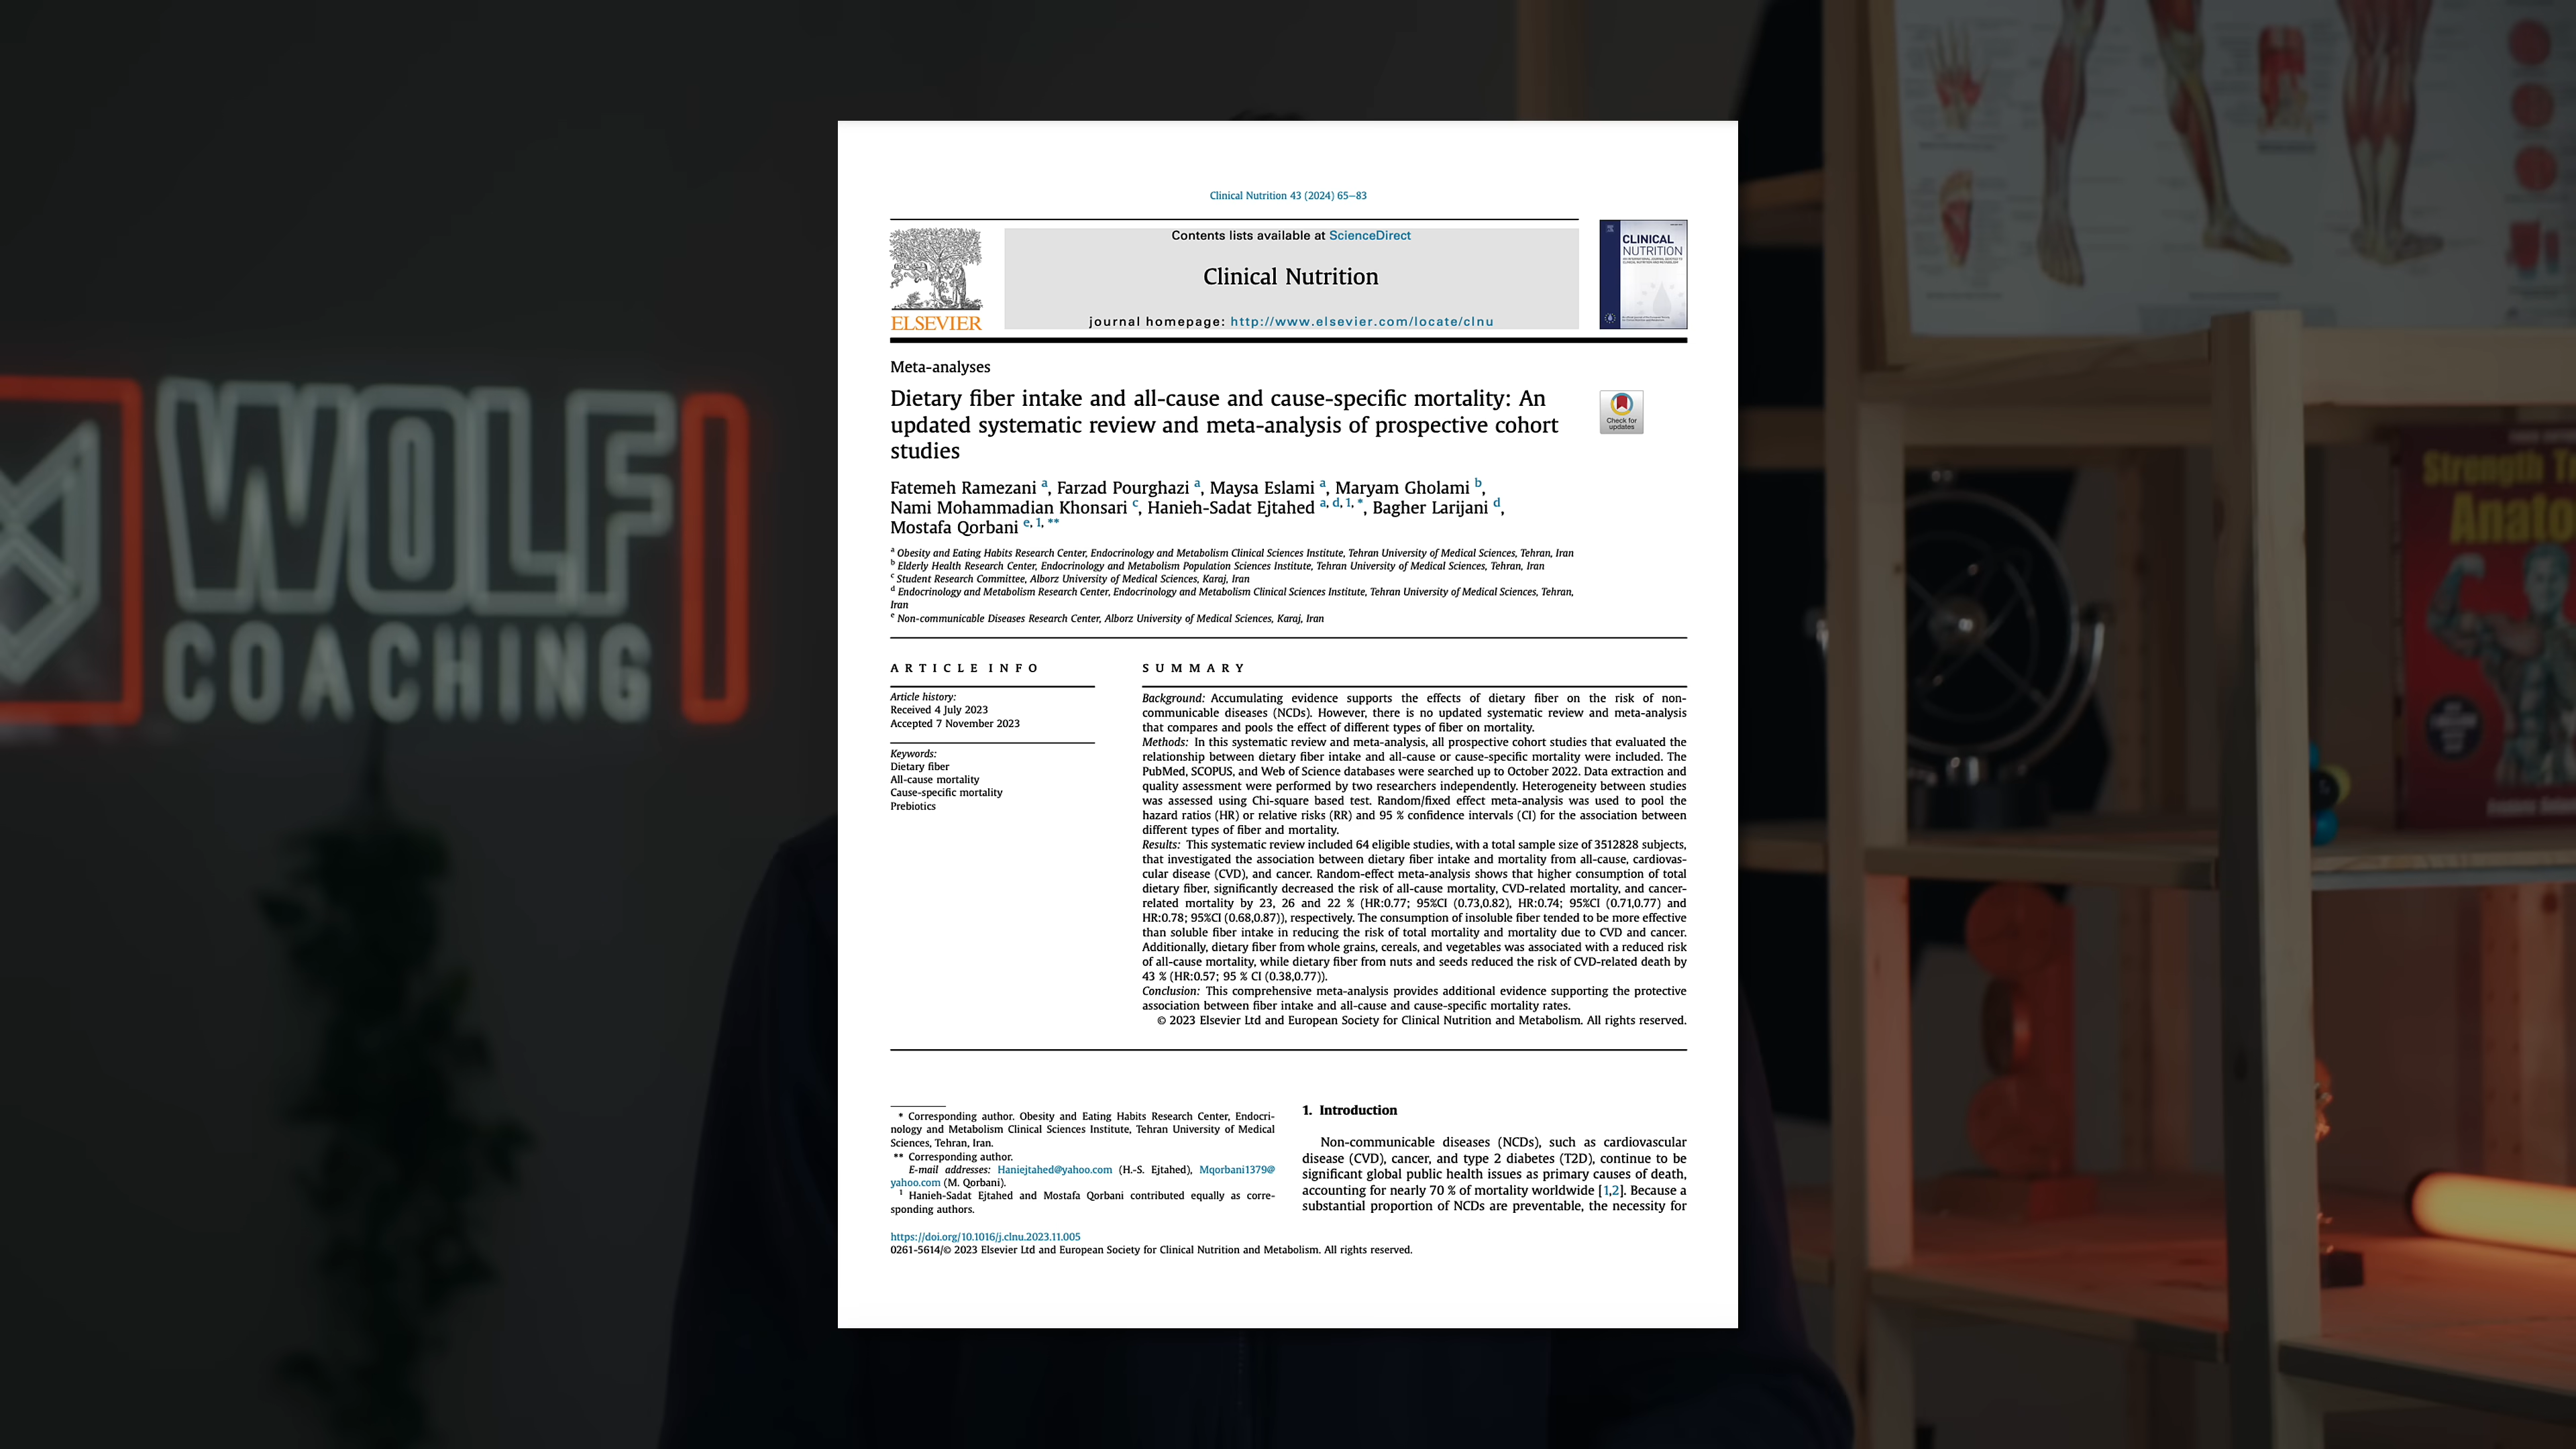 WOLF
COACHING
Clinical Nutrition 43 (2024) 65–83
Contents lists available at ScienceDirect
Clinical Nutrition
journal homepage: http://www.elsevier.com/locate/clnu
ELSEVIER
CLINICAL
NUTRITION
Meta-analyses
Dietary fiber intake and all-cause and cause-specific mortality: An
updated systematic review and meta-analysis of prospective cohort
studies
Check for
updates
Fatemeh Ramezani a, Farzad Pourghazi a, Maysa Eslami a, Maryam Gholami b,
Nami Mohammadian Khonsari c, Hanieh-Sadat Ejtahed a, d, 1, *, Bagher Larijani d,
Mostafa Qorbani e, 1, **
a Obesity and Eating Habits Research Center, Endocrinology and Metabolism Clinical Sciences Institute, Tehran University of Medical Sciences, Tehran, Iran
b Elderly Health Research Center, Endocrinology and Metabolism Population Sciences Institute, Tehran University of Medical Sciences, Tehran, Iran
c Student Research Committee, Alborz University of Medical Sciences, Karaj, Iran
d Endocrinology and Metabolism Research Center, Endocrinology and Metabolism Clinical Sciences Institute, Tehran University of Medical Sciences, Tehran,
Iran
e Non-communicable Diseases Research Center, Alborz University of Medical Sciences, Karaj, Iran
ARTICLE INFO
Article history:
Received 4 July 2023
Accepted 7 November 2023
Keywords:
Dietary fiber
All-cause mortality
Cause-specific mortality
Prebiotics
SUMMARY
Background: Accumulating evidence supports the effects of dietary fiber on the risk of non-
communicable diseases (NCDs). However, there is no updated systematic review and meta-analysis
that compares and pools the effect of different types of fiber on mortality.
Methods: In this systematic review and meta-analysis, all prospective cohort studies that evaluated the
relationship between dietary fiber intake and all-cause or cause-specific mortality were included. The
PubMed, SCOPUS, and Web of Science databases were searched up to October 2022. Data extraction and
quality assessment were performed by two researchers independently. Heterogeneity between studies
was assessed using Chi-square based test. Random/fixed effect meta-analysis was used to pool the
hazard ratios (HR) or relative risks (RR) and 95 % confidence intervals (CI) for the association between
different types of fiber and mortality.
Results: This systematic review included 64 eligible studies, with a total sample size of 3512828 subjects,
that investigated the association between dietary fiber intake and mortality from all-cause, cardiovas-
cular disease (CVD), and cancer. Random-effect meta-analysis shows that higher consumption of total
dietary fiber, significantly decreased the risk of all-cause mortality, CVD-related mortality, and cancer-
related mortality by 23, 26 and 22 % (HR:0.77; 95%CI (0.73,0.82), HR:0.74; 95%CI (0.71,0.77) and
HR:0.78; 95%CI (0.68,0.87)), respectively. The consumption of insoluble fiber tended to be more effective
than soluble fiber intake in reducing the risk of total mortality and mortality due to CVD and cancer.
Additionally, dietary fiber from whole grains, cereals, and vegetables was associated with a reduced risk
of all-cause mortality, while dietary fiber from nuts and seeds reduced the risk of CVD-related death by
43 % (HR:0.57; 95 % CI (0.38,0.77)).
Conclusion: This comprehensive meta-analysis provides additional evidence supporting the protective
association between fiber intake and all-cause and cause-specific mortality rates.
© 2023 Elsevier Ltd and European Society for Clinical Nutrition and Metabolism. All rights reserved.
* Corresponding author. Obesity and Eating Habits Research Center, Endocri-
nology and Metabolism Clinical Sciences Institute, Tehran University of Medical
Sciences, Tehran, Iran.
** Corresponding author.
E-mail addresses: Haniejtahed@yahoo.com (H.-S. Ejtahed), Mqorbani1379@
yahoo.com (M. Qorbani).
1 Hanieh-Sadat Ejtahed and Mostafa Qorbani contributed equally as corre-
sponding authors.
1. Introduction
Non-communicable diseases (NCDs), such as cardiovascular
disease (CVD), cancer, and type 2 diabetes (T2D), continue to be
significant global public health issues as primary causes of death,
accounting for nearly 70 % of mortality worldwide [1,2]. Because a
substantial proportion of NCDs are preventable, the necessity for
https://doi.org/10.1016/j.clnu.2023.11.005
0261-5614/© 2023 Elsevier Ltd and European Society for Clinical Nutrition and Metabolism. All rights reserved.
Strength Tr
Anato